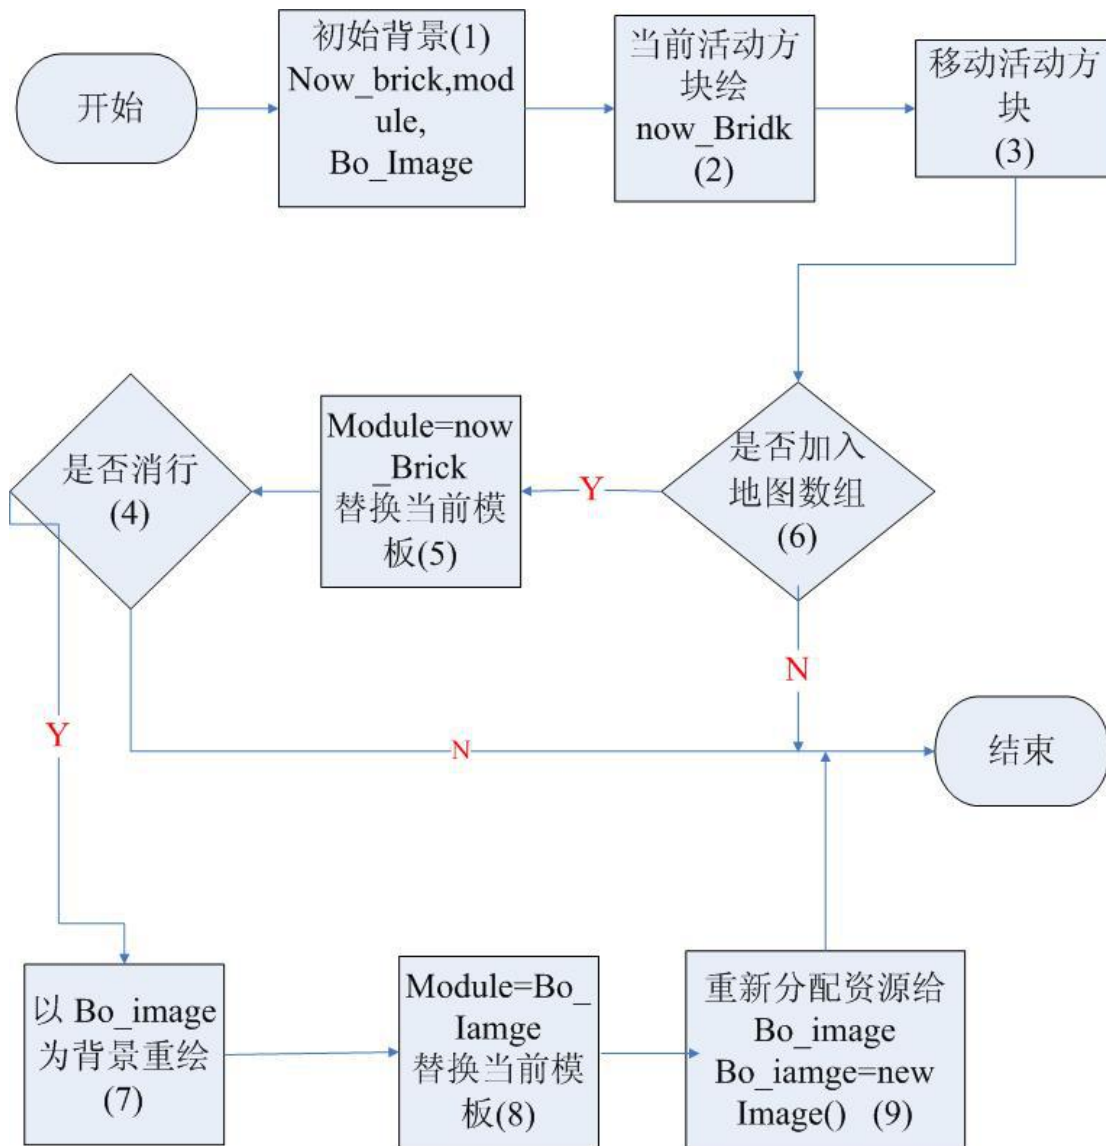 开始
初始背景(1)
Now_brick,mod
ule,
Bo_Image
当前活动方
块绘
now_Bridk
(2)
移动活动方
块
(3)
是否加入
地图数组
(6)
Y
Module=now
_Brick
替换当前模
板(5)
是否消行
(4)
N
Y
N
结束
以 Bo_image
为背景重绘
(7)
Module=Bo_
Iamge
替换当前模
板(8)
重新分配资源给
Bo_image
Bo_iamge=new
Image() (9)